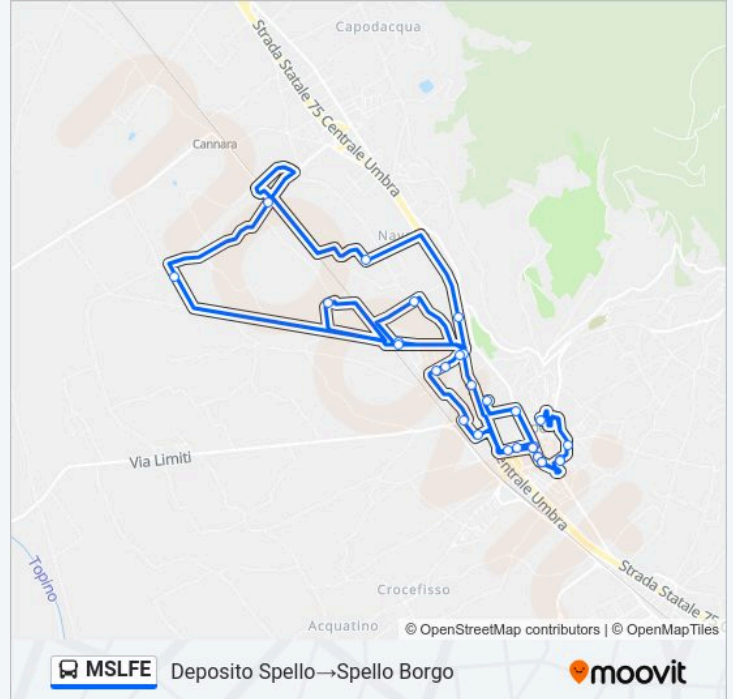 Capodacqua
Strada Statale 75 Centrale Umbra
Cannara
Nav
Via Limiti
entrale Umbra
Topino
Crocefisso
Strada Statale 75 C
Acquatino
© OpenStreetMap contributors | © OpenMapTiles
MSLFE Deposito Spello→Spello Borgo
moovit